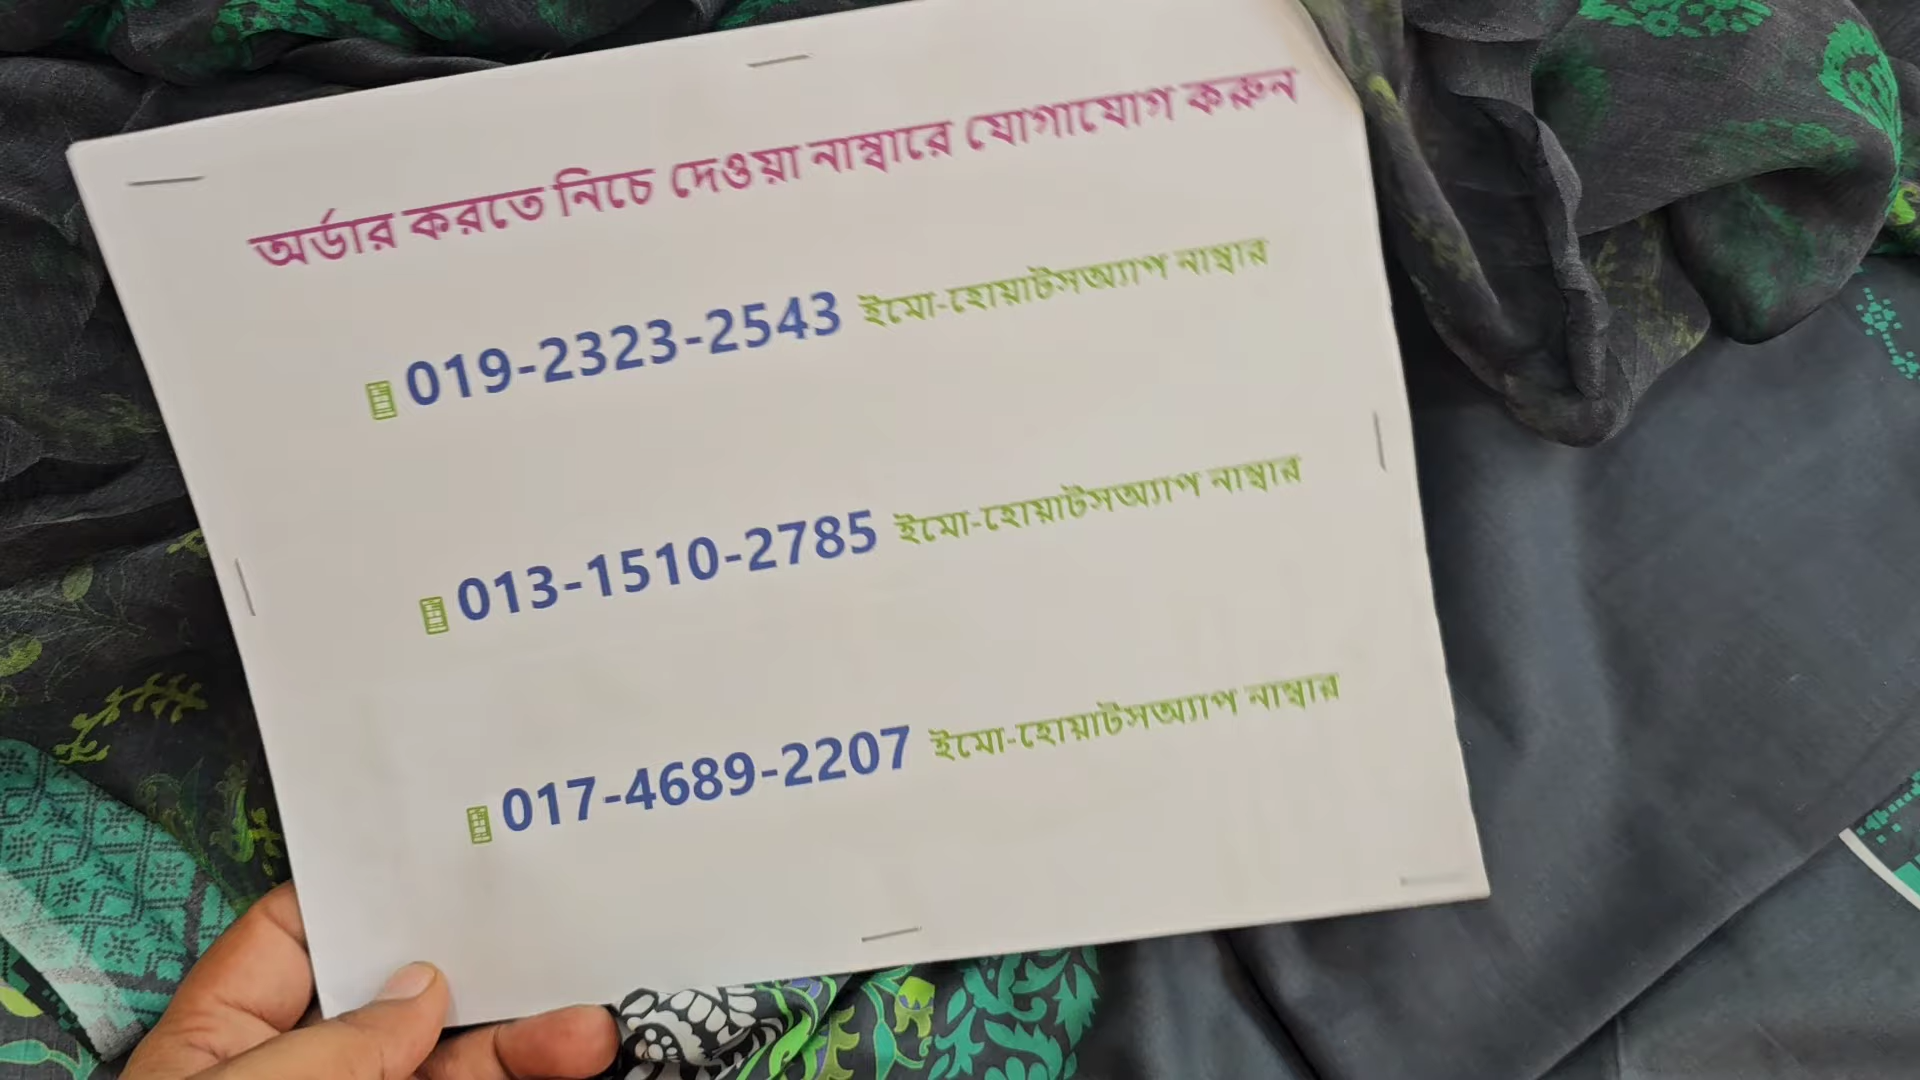 অর্ডার করতে নিচে দেওয়া নাম্বারে যোগাযোগ করুন
019-2323-2543 ইমো-হোয়াটসঅ্যাপ নাম্বার
013-1510-2785 ইমো-হোয়াটসঅ্যাপ নাম্বার
017-4689-2207 ইমো-হোয়াটসঅ্যাপ নাম্বার